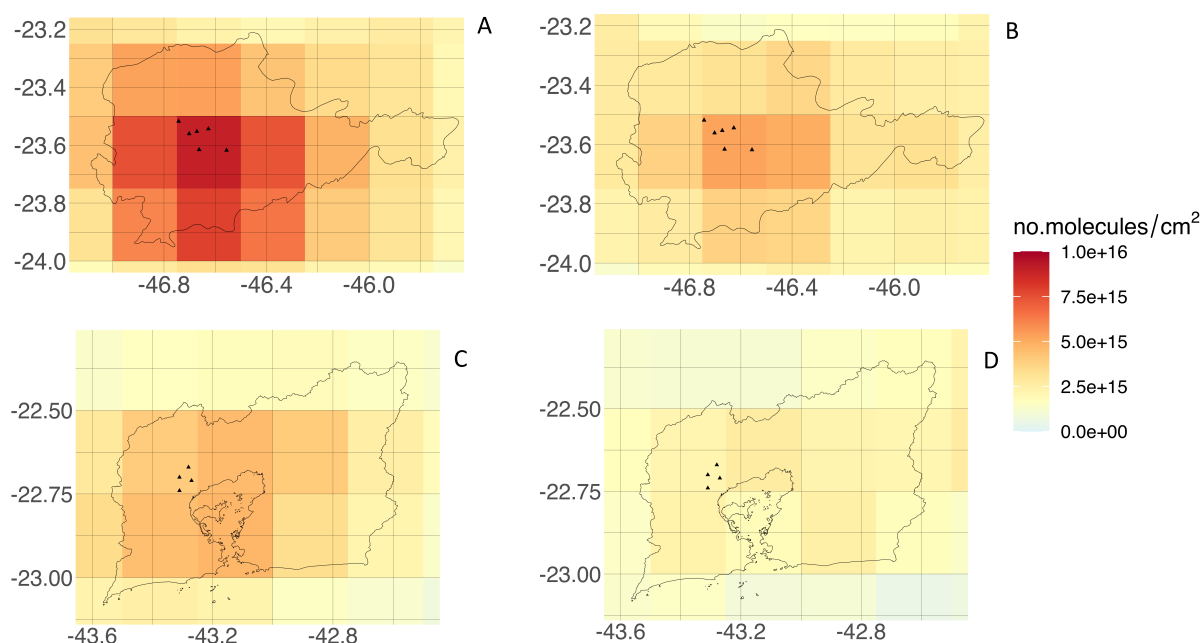 A
-23.2
-23.4
-23.6
-23.8
-24.0
-46.8 -46.4 -46.0
B
-23.2
-23.4
-23.6
-23.8
-24.0
-46.8 -46.4 -46.0
no.molecules/cm²
1.0e+16
7.5e+15
5.0e+15
2.5e+15
0.0e+00
C
-22.50
-22.75
-23.00
-43.6 -43.2 -42.8
D
-22.50
-22.75
-23.00
-43.6 -43.2 -42.8